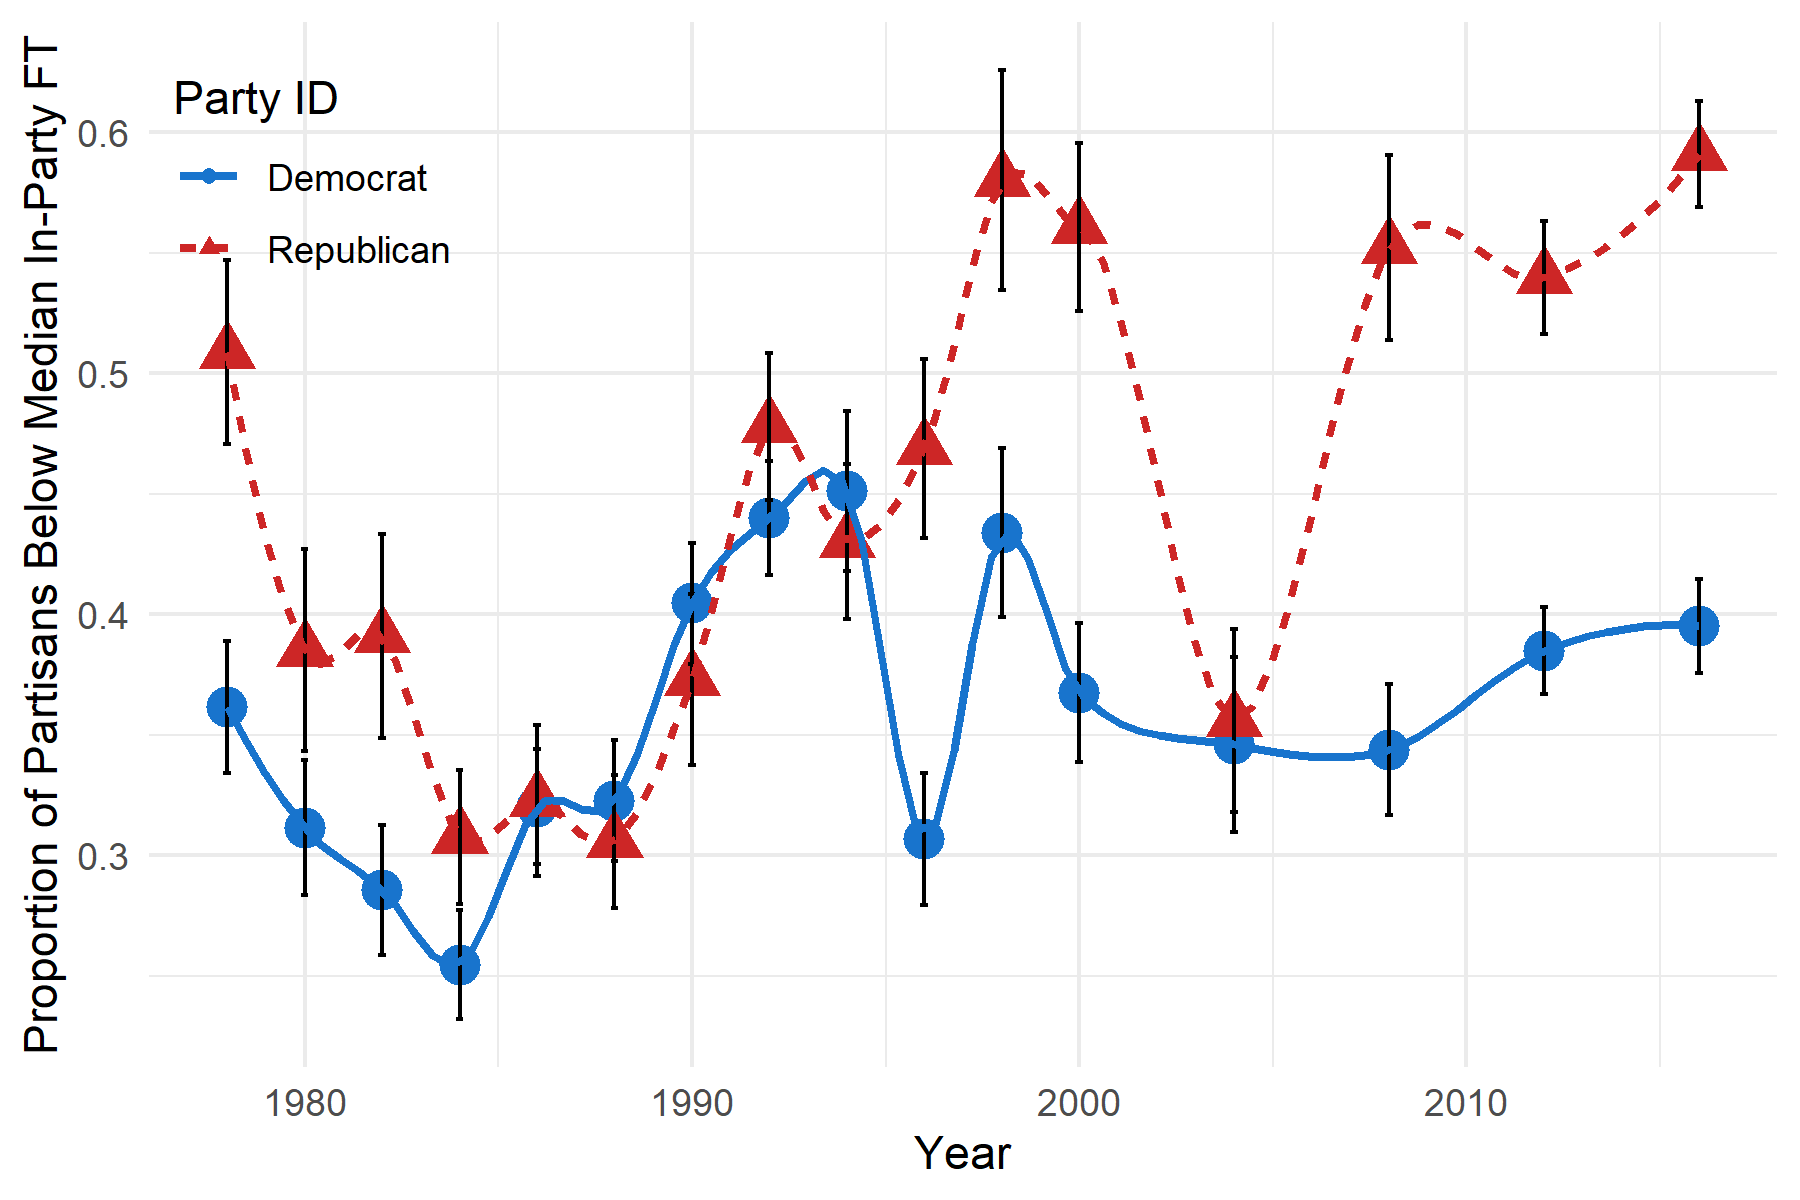 Proportion of Partisans Below Median In-Party FT
Party ID
Democrat
Republican
0.6
0.5
0.4
0.3
1980
1990
2000
2010
Year